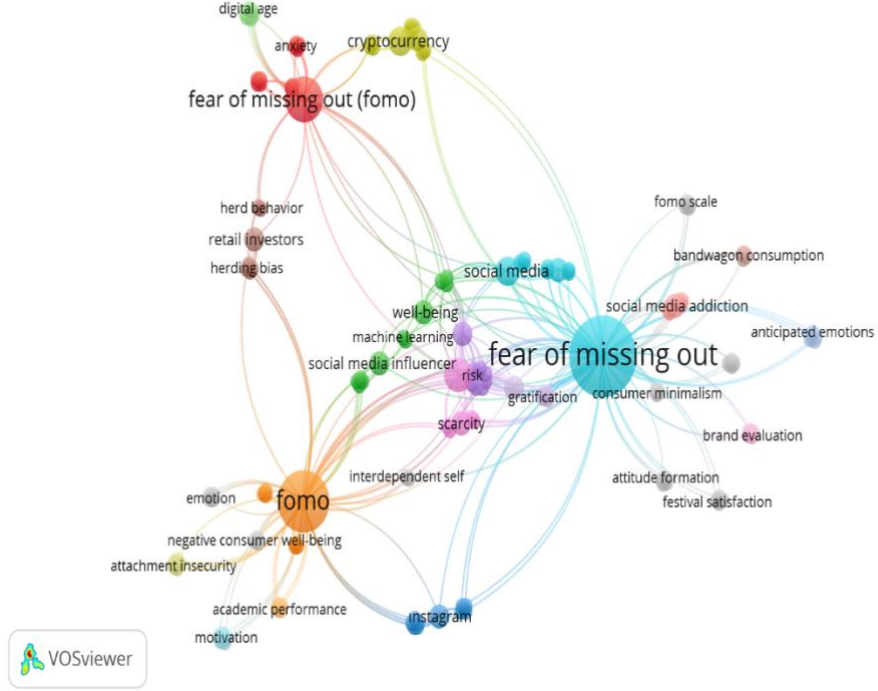 digital age
anxiety
cryptocurrency
fear of missing out (fomo)
herd behavior
retail investors
herding bias
fomo scale
bandwagon consumption
social media
social media addiction
well-being
anticipated emotions
machine learning
fear of missing out
social media influencer
risk
gratification
consumer minimalism
scarcity
brand evaluation
interdependent self
attitude formation
emotion
fomo
festival satisfaction
negative consumer well-being
attachment insecurity
academic performance
instagram
motivation
VOSviewer